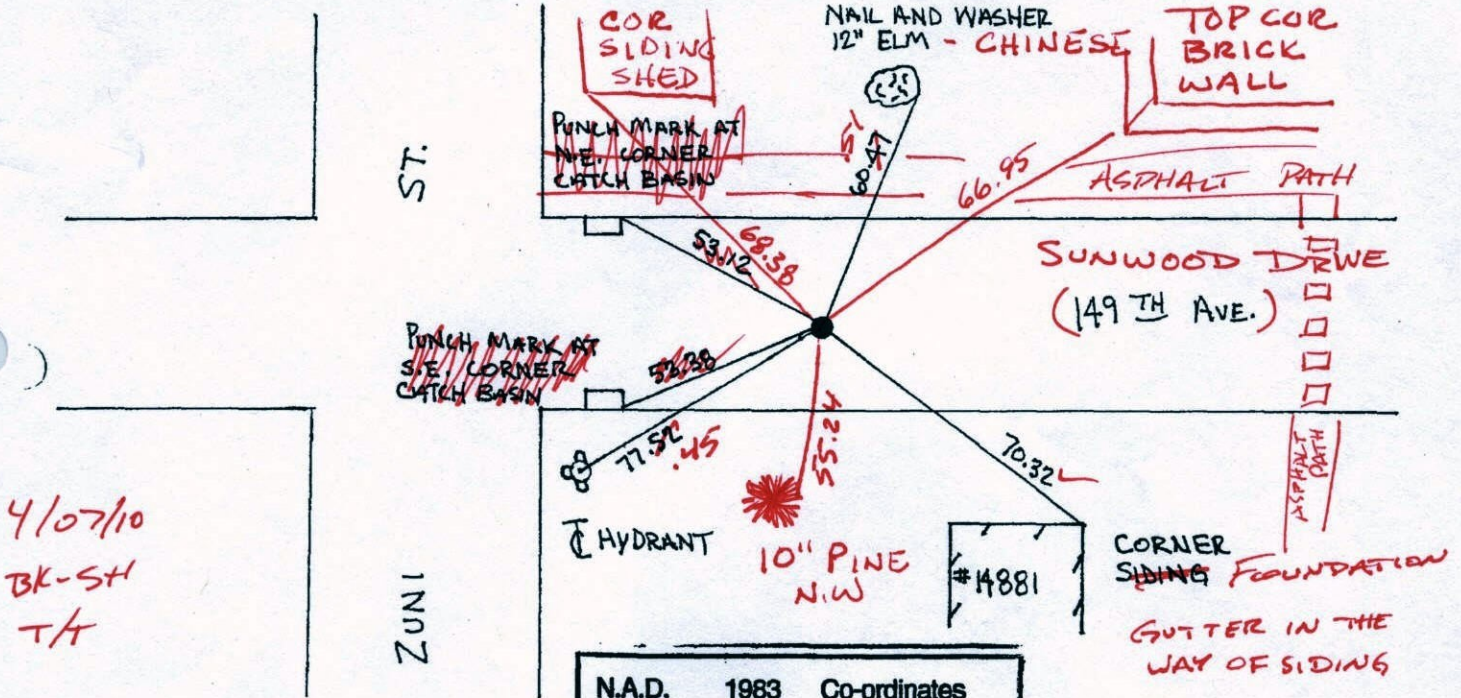 COR
SIDING
SHED
NAIL AND WASHER
12" ELM - CHINESE
TOP COR
BRICK
WALL
PUNCH MARK AT
N.E. CORNER
CATCH BASIN
.51
60.47
66.95
ASPHALT PATH
ST.
53.12
68.38
SUNWOOD DRIVE
(149 TH AVE.)
PUNCH MARK AT
S.E. CORNER
CATCH BASIN
55.24
77.52
.45
70.32
ASPHALT
PATH
4/07/10
BK-SH
T/T
HYDRANT
10" PINE
N.W
#14881
CORNER
SIDING FOUNDATION
GUTTER IN THE
WAY OF SIDING
ZUNI
N.A.D. 1983 Co-ordinates